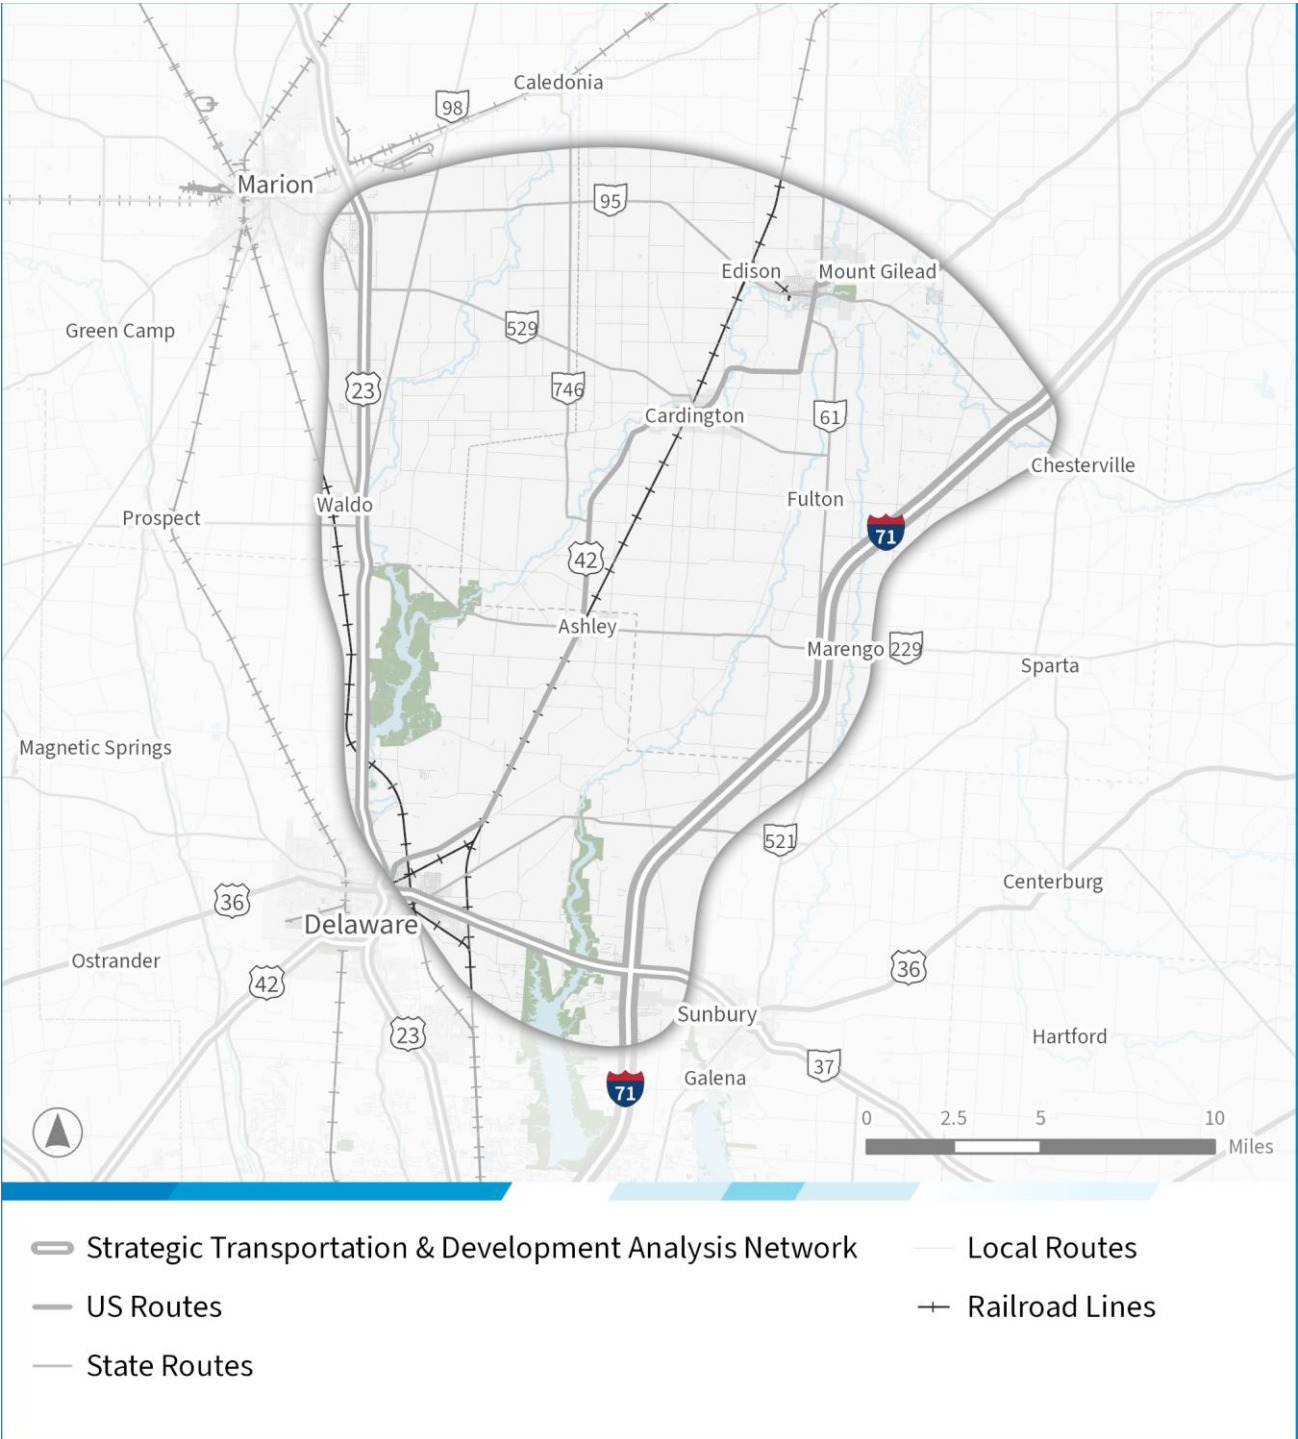 Caledonia
98
Marion
95
Edison
Mount Gilead
529
Green Camp
23
746
Cardington
61
Chesterville
Waldo
Fulton
Prospect
71
42
Ashley
Marengo
229
Sparta
Magnetic Springs
521
36
Centerburg
Delaware
Ostrander
36
42
Sunbury
23
Hartford
37
Galena
71
0 2.5 5 10
Miles
Strategic Transportation & Development Analysis Network
Local Routes
US Routes
Railroad Lines
State Routes